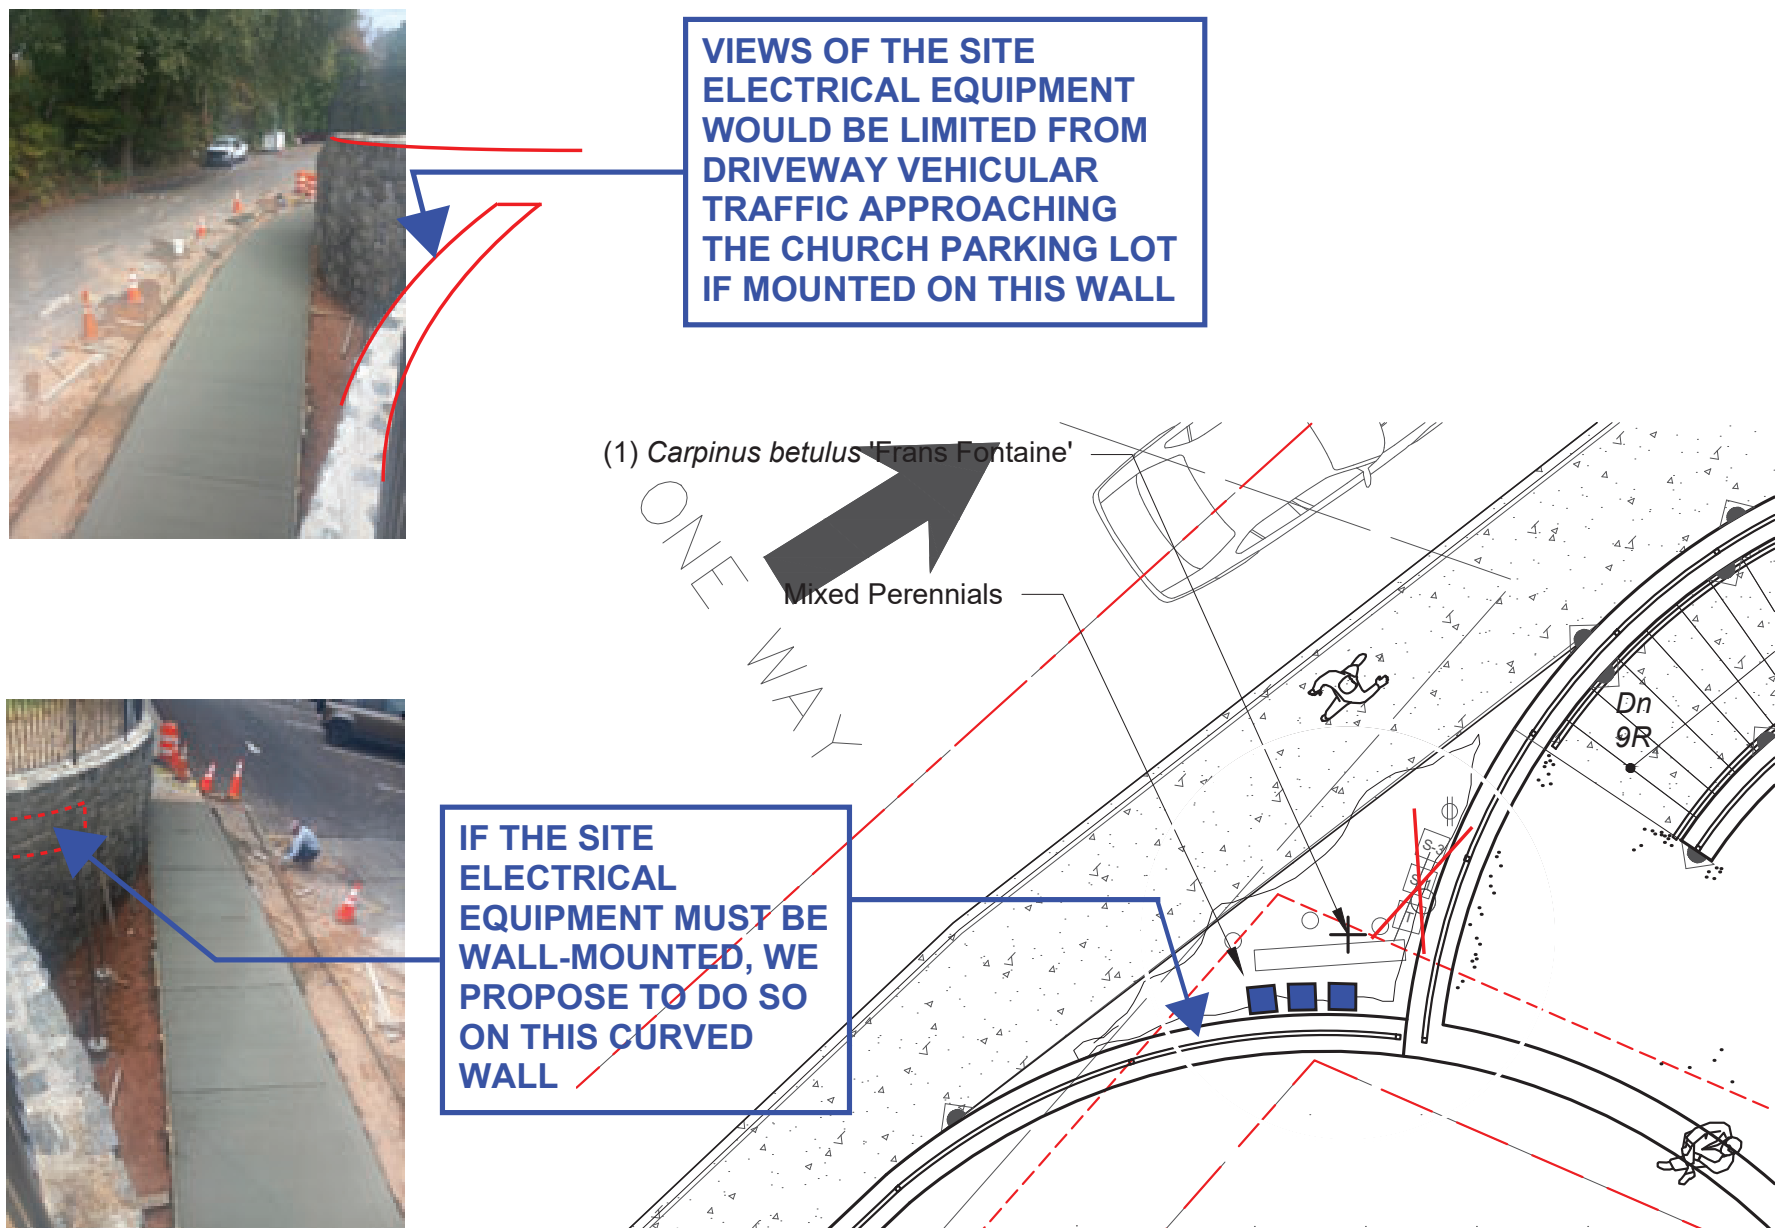 VIEWS OF THE SITE
ELECTRICAL EQUIPMENT
WOULD BE LIMITED FROM
DRIVEWAY VEHICULAR
TRAFFIC APPROACHING
THE CHURCH PARKING LOT
IF MOUNTED ON THIS WALL
(1) Carpinus betulus 'Frans Fontaine'
ONE WAY
Mixed Perennials
Dn
9R
S-3
T
IF THE SITE
ELECTRICAL
EQUIPMENT MUST BE
WALL-MOUNTED, WE
PROPOSE TO DO SO
ON THIS CURVED
WALL